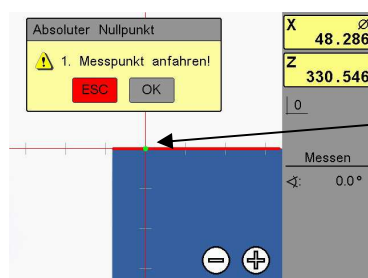 Absoluter Nullpunkt
1. Messpunkt anfahren!
ESC OK
X Ø
48.286
Z
330.546
0
Messen
∢: 0.0°